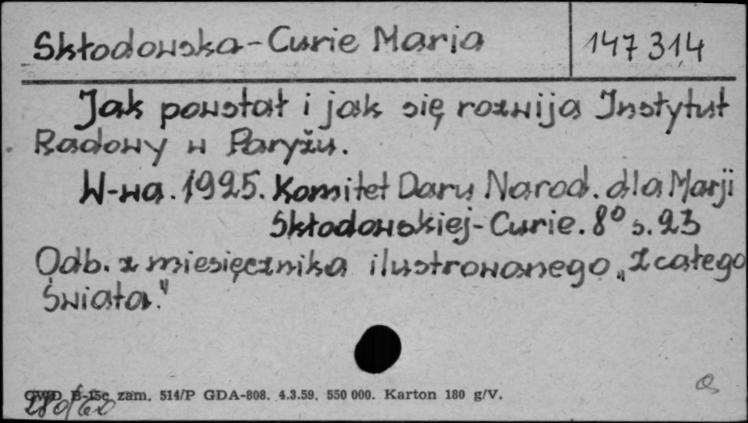 Skłodowska-Curie Maria 147314
Jak powstał i jak się rozwija Instytut
Radowy w Paryżu.
W-wa. 1925. Komitet Daru Narod. dla Marji
Skłodowskiej-Curie. 8° s. 23
Odb. z miesięcznika ilustrowanego „Z całego
Świata."
B-15c zam. 514/P GDA-808. 4.3.59. 550 000. Karton 180 g/V.